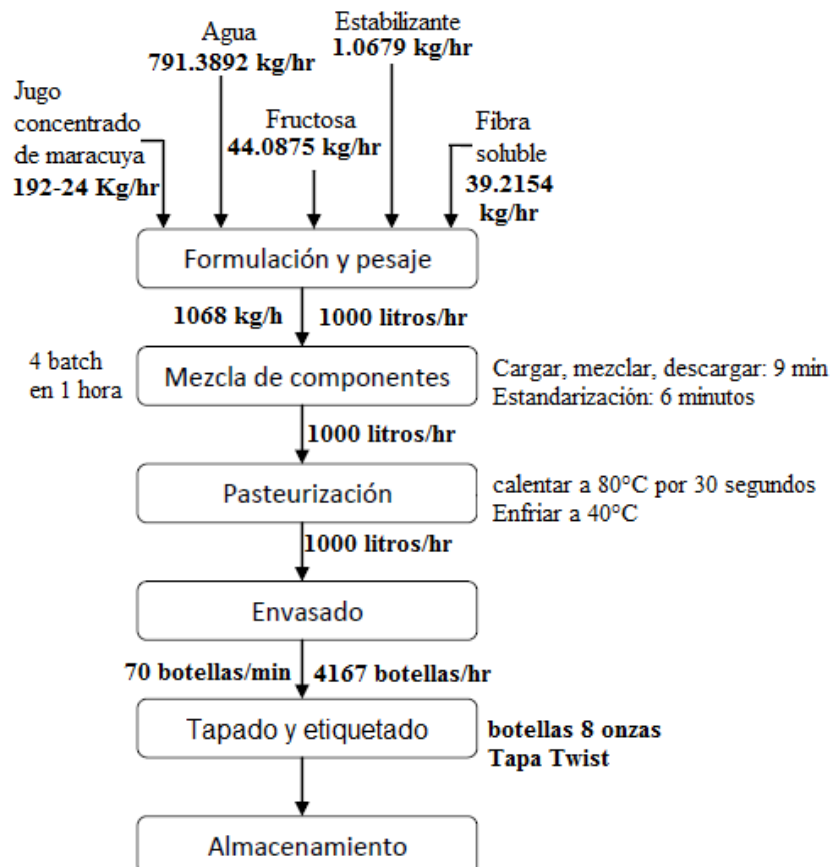 Agua
791.3892 kg/hr
Estabilizante
1.0679 kg/hr
Jugo
concentrado
de maracuya
192-24 Kg/hr
Fructosa
44.0875 kg/hr
Fibra
soluble
39.2154
kg/hr
Formulación y pesaje
1068 kg/h 1000 litros/hr
4 batch
en 1 hora
Mezcla de componentes
Cargar, mezclar, descargar: 9 min
Estandarización: 6 minutos
1000 litros/hr
Pasteurización
calentar a 80°C por 30 segundos
Enfriar a 40°C
1000 litros/hr
Envasado
70 botellas/min 4167 botellas/hr
Tapado y etiquetado
botellas 8 onzas
Tapa Twist
Almacenamiento